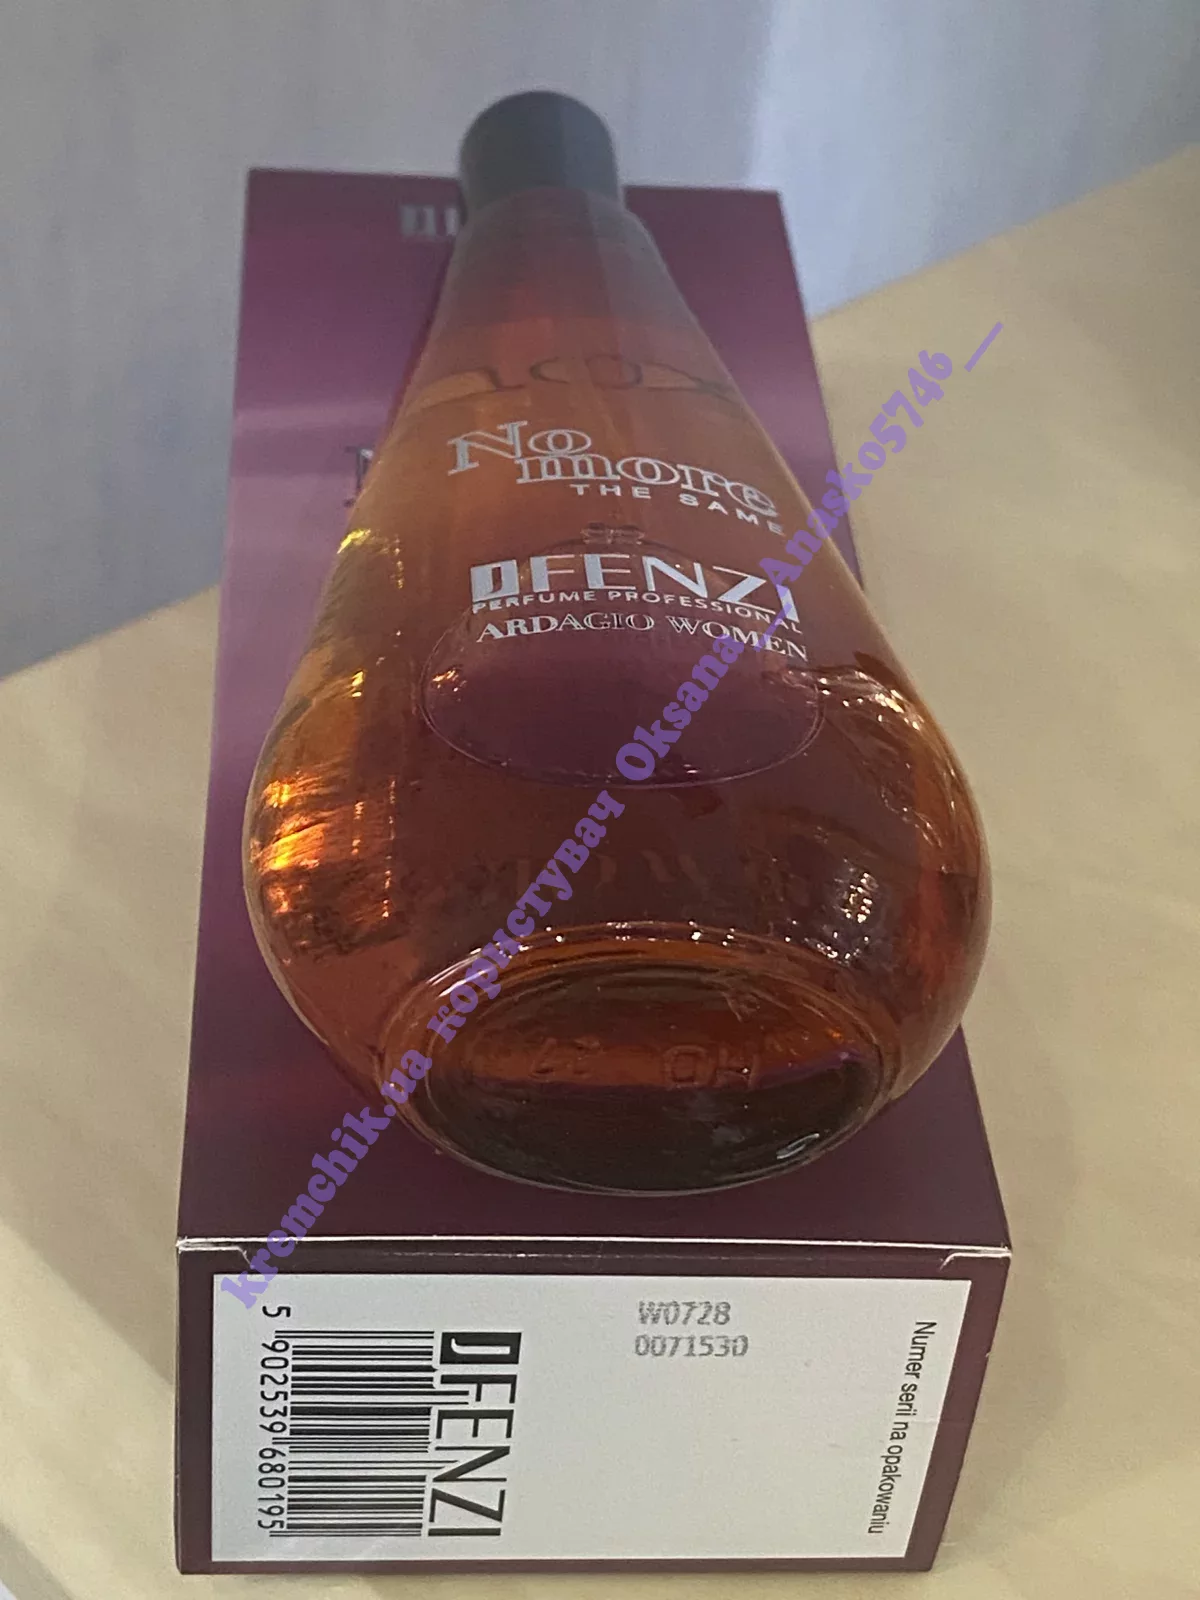 No
more
THE SAME
JFENZI
PERFUME PROFESSIONAL
ARDAGIO WOMEN
kremchik.ua користувач Oksana__Anasko5746__
W0728
0071530
Numer serii na opakowaniu
JFENZI
5 902539 680195